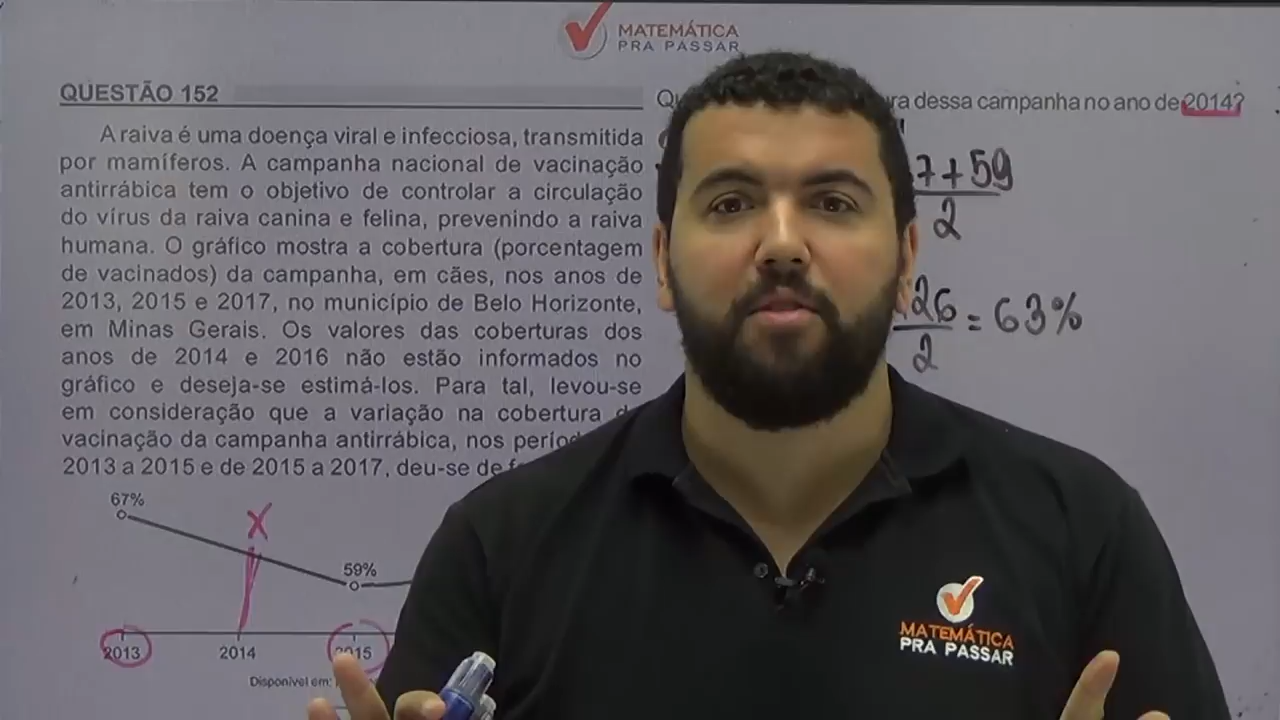 MATEMÁTICA
PRA PASSAR
QUESTÃO 152
A raiva é uma doença viral e infecciosa, transmitida
por mamíferos. A campanha nacional de vacinação
antirrábica tem o objetivo de controlar a circulação
do vírus da raiva canina e felina, prevenindo a raiva
humana. O gráfico mostra a cobertura (porcentagem
de vacinados) da campanha, em cães, nos anos de
2013, 2015 e 2017, no município de Belo Horizonte,
em Minas Gerais. Os valores das coberturas dos
anos de 2014 e 2016 não estão informados no
gráfico e deseja-se estimá-los. Para tal, levou-se
em consideração que a variação na cobertura
vacinação da campanha antirrábica, nos
2013 a 2015 e de 2015 a 2017, deu-se de
67%
X
59%
2013 2014 2015
Disponível em:
dessa campanha no ano de 2014?
7+59
2
126
2
= 63%
MATEMÁTICA
PRA PASSAR